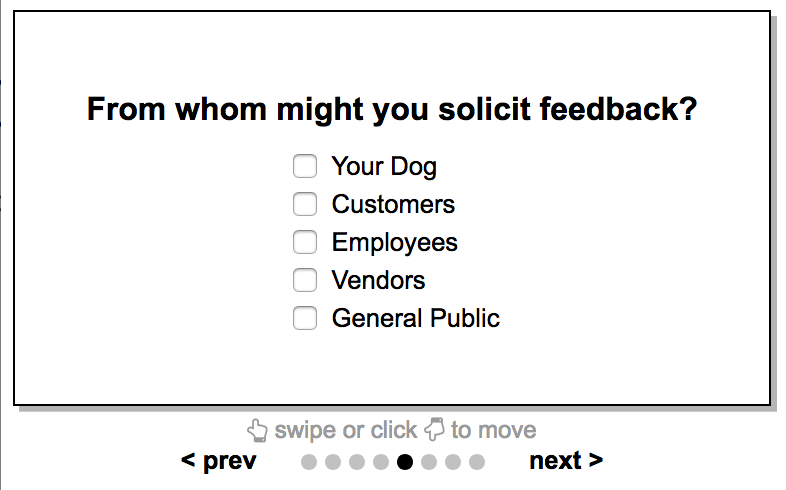 From whom might you solicit feedback?
Your Dog
Customers
Employees
Vendors
General Public
swipe or click to move
< prev
next >